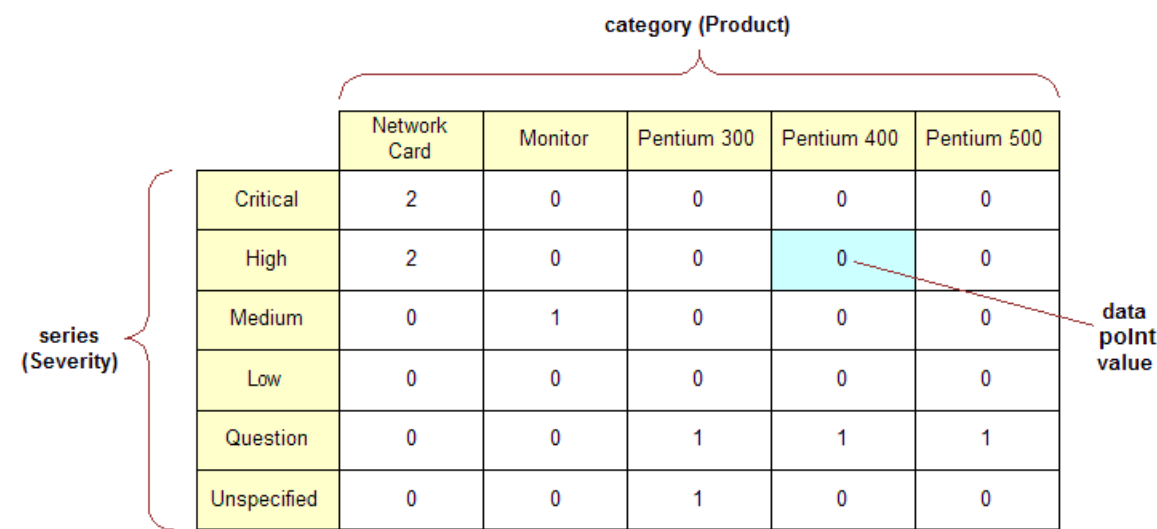 category (Product)
Network
Card
Monitor
Pentium 300
Pentium 400
Pentium 500
Critical
2
0
0
0
0
High
2
0
0
0
0
Medium
0
1
0
0
0
Low
0
0
0
0
0
Question
0
0
1
1
1
Unspecified
0
0
1
0
0
series
(Severity)
data
poInt
value